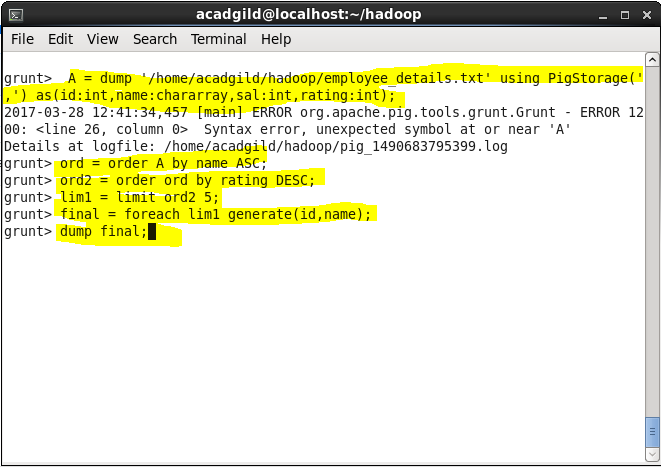 acadgild@localhost:~/hadoop
File Edit View Search Terminal Help
grunt>  A = dump '/home/acadgild/hadoop/employee_details.txt' using PigStorage('
,') as(id:int,name:chararray,sal:int,rating:int);
2017-03-28 12:41:34,457 [main] ERROR org.apache.pig.tools.grunt.Grunt - ERROR 12
00: <line 26, column 0>  Syntax error, unexpected symbol at or near 'A'
Details at logfile: /home/acadgild/hadoop/pig_1490683795399.log
grunt> ord = order A by name ASC;
grunt> ord2 = order ord by rating DESC;
grunt> lim1 = limit ord2 5;
grunt> final = foreach lim1 generate(id,name);
grunt> dump final;